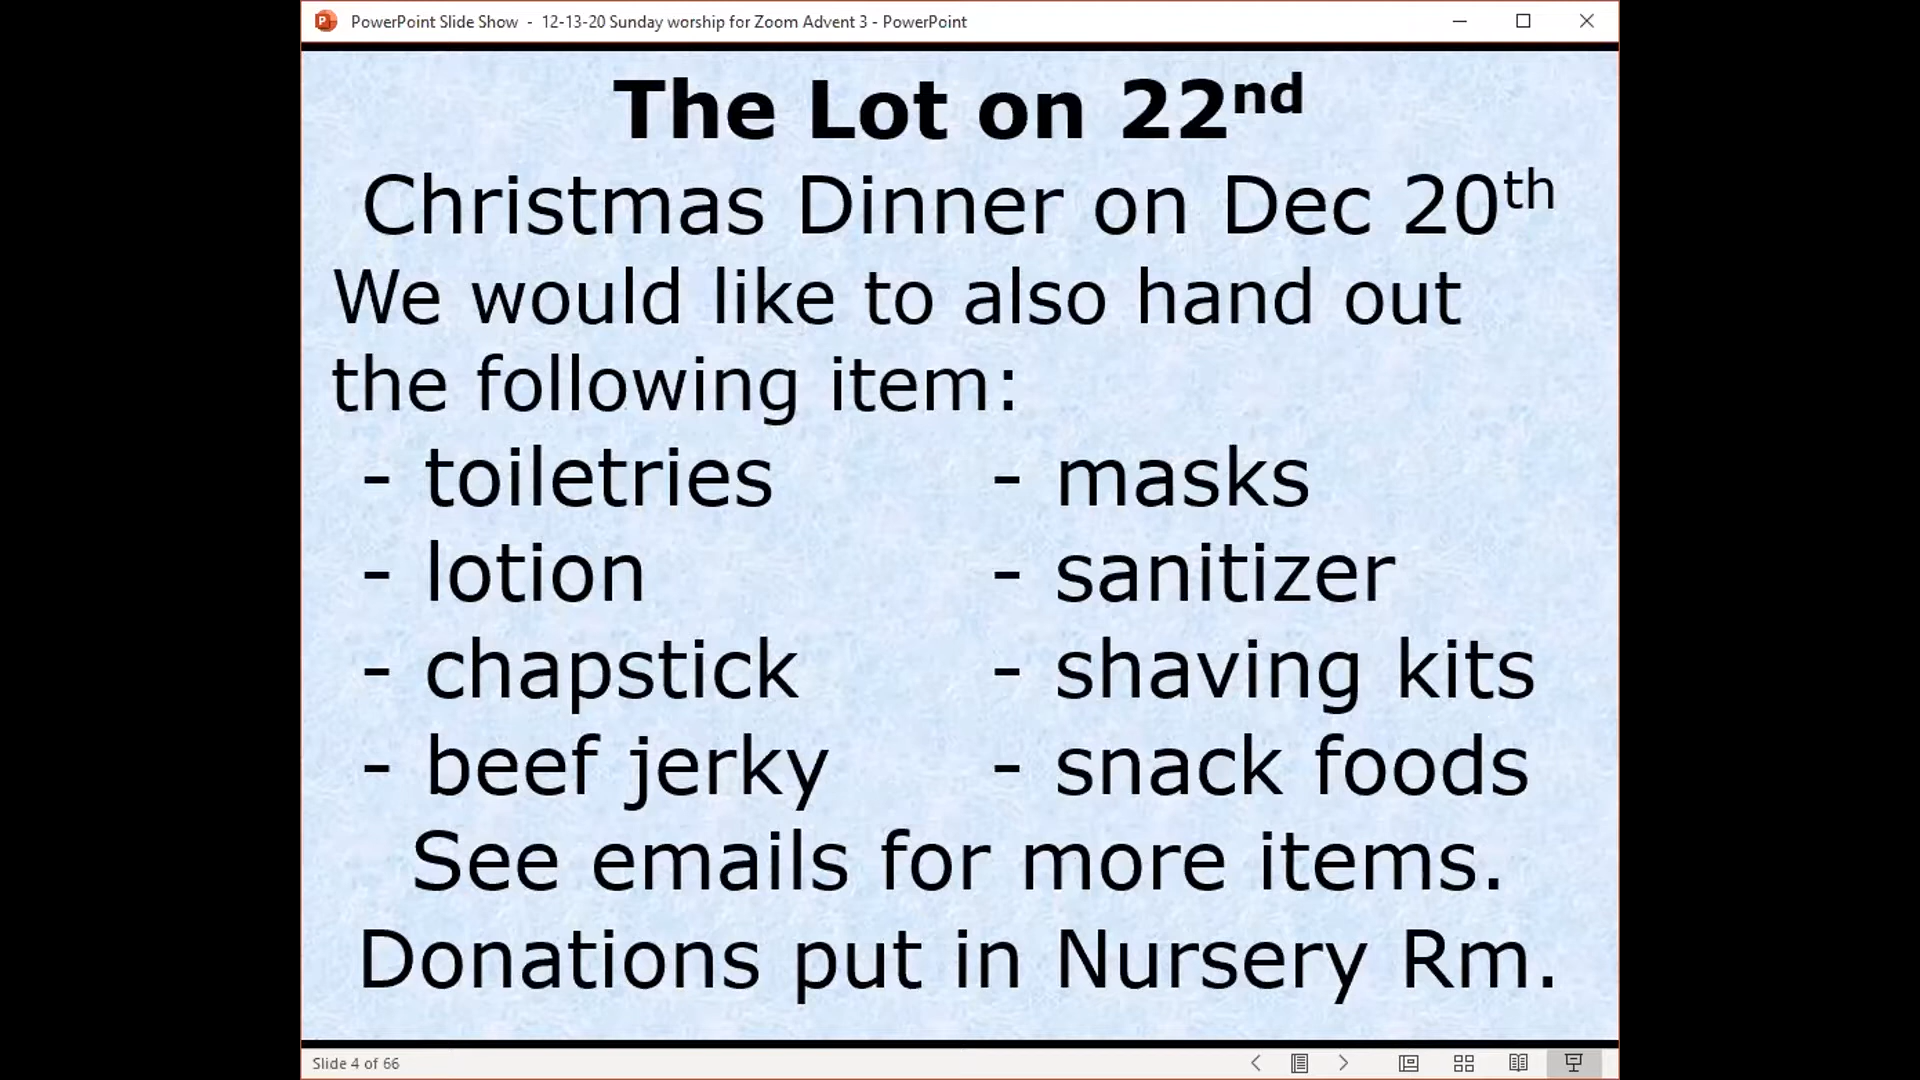 PowerPoint Slide Show - 12-13-20 Sunday worship for Zoom Advent 3 - PowerPoint
The Lot on 22nd
Christmas Dinner on Dec 20th
We would like to also hand out
the following item:
- toiletries - masks
- lotion - sanitizer
- chapstick - shaving kits
- beef jerky - snack foods
See emails for more items.
Donations put in Nursery Rm.
Slide 4 of 66